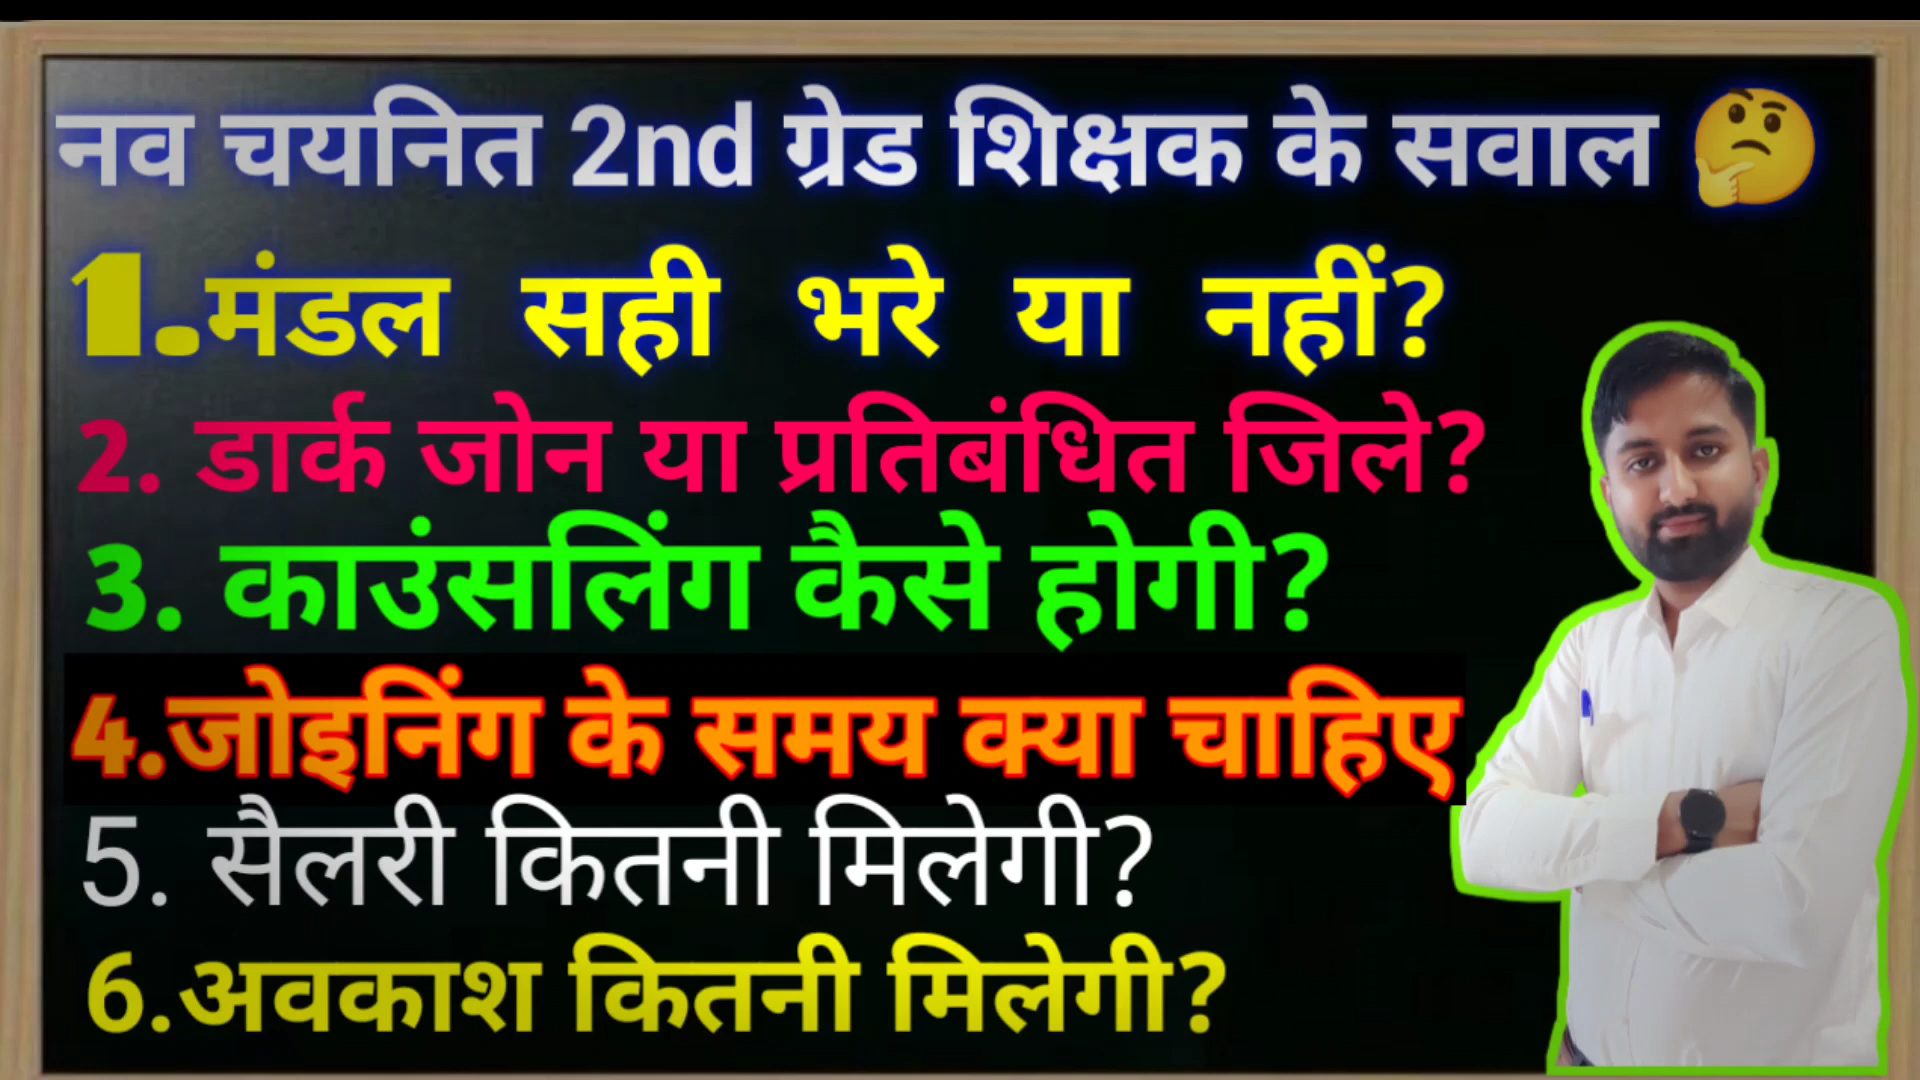 नव चयनित 2nd ग्रेड शिक्षक के सवाल 🤔
1.मंडल सही भरे या नहीं?
2. डार्क जोन या प्रतिबंधित जिले?
3. काउंसलिंग कैसे होगी?
4.जोइनिंग के समय क्या चाहिए
5. सैलरी कितनी मिलेगी?
6.अवकाश कितनी मिलेगी?